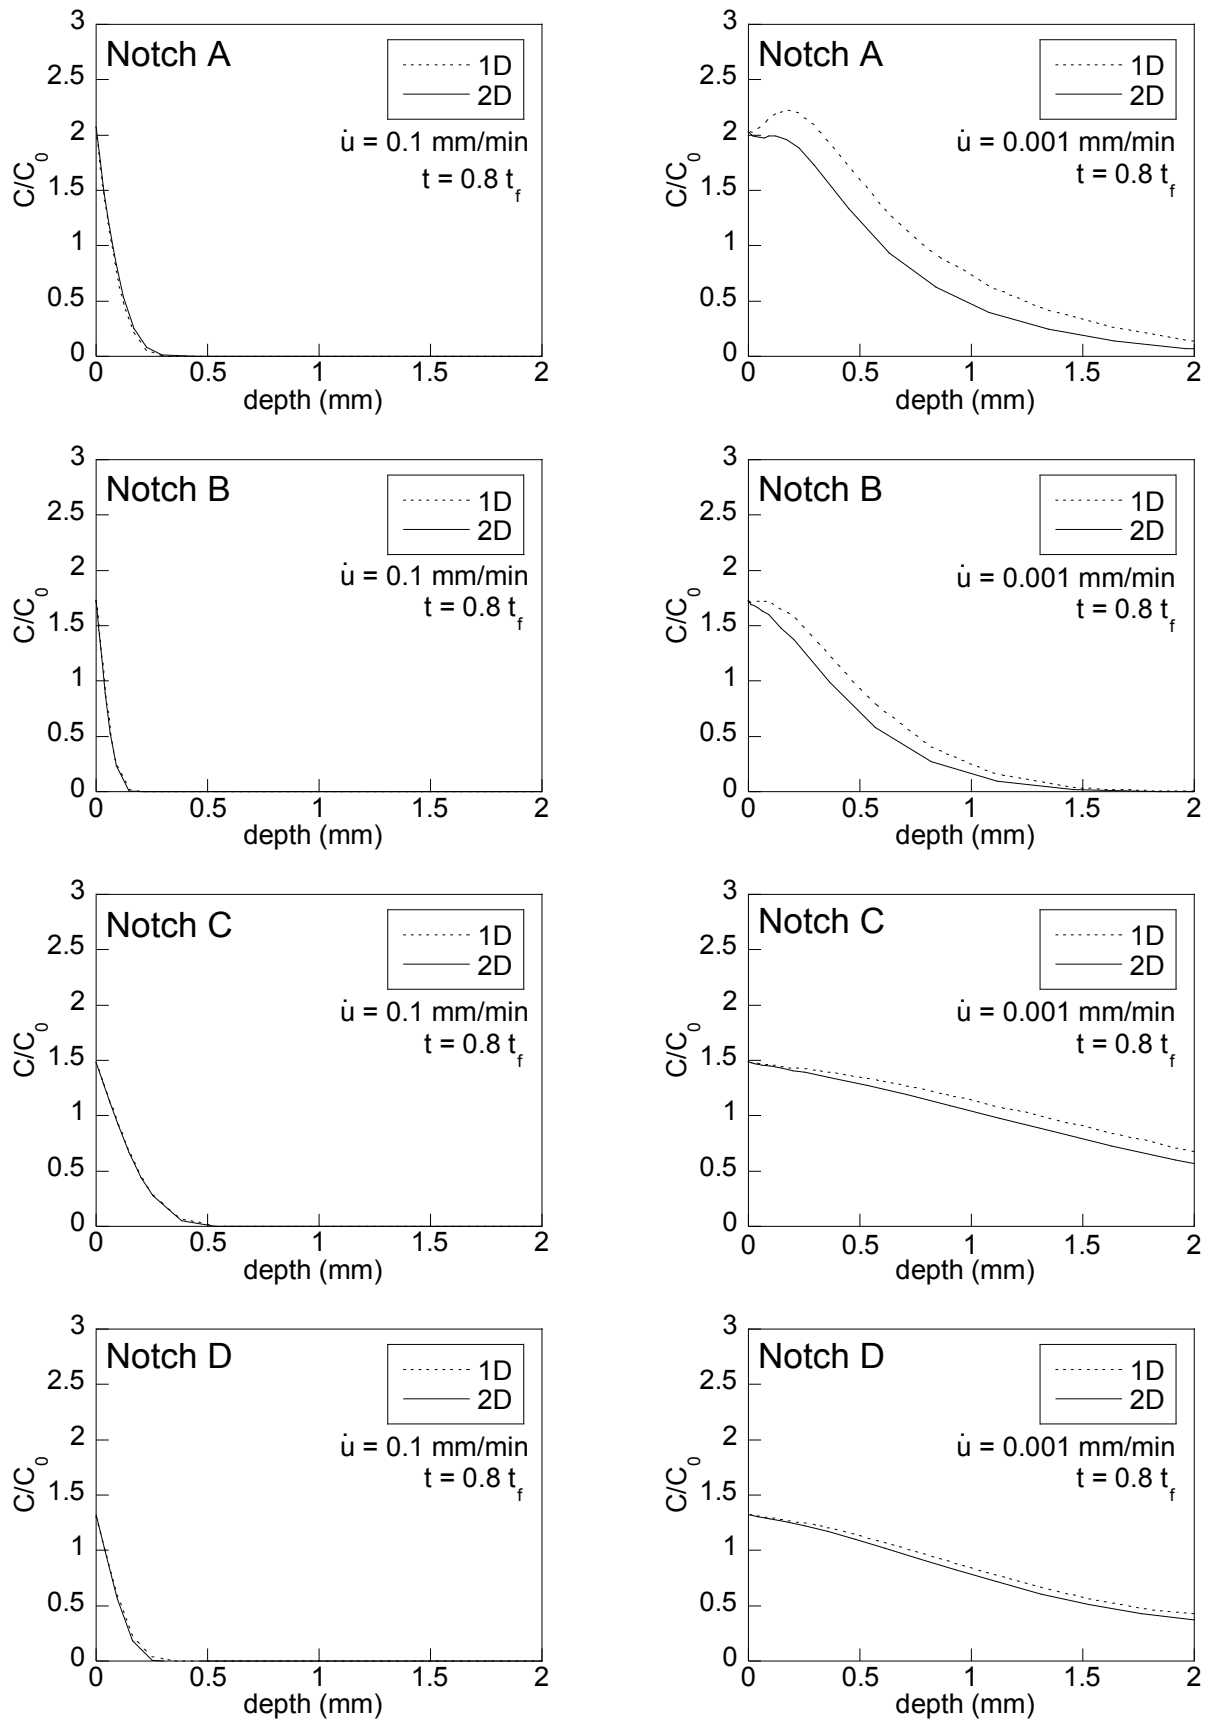 3
Notch A
2.5
1D
2D
2
u̇ = 0.1 mm/min
t = 0.8 t_f
C/C_0
1.5
1
0.5
0
0 0.5 1 1.5 2
depth (mm)
3
Notch A
2.5
1D
2D
2
u̇ = 0.001 mm/min
t = 0.8 t_f
C/C_0
1.5
1
0.5
0
0 0.5 1 1.5 2
depth (mm)
3
Notch B
2.5
1D
2D
2
u̇ = 0.1 mm/min
t = 0.8 t_f
C/C_0
1.5
1
0.5
0
0 0.5 1 1.5 2
depth (mm)
3
Notch B
2.5
1D
2D
2
u̇ = 0.001 mm/min
t = 0.8 t_f
C/C_0
1.5
1
0.5
0
0 0.5 1 1.5 2
depth (mm)
3
Notch C
2.5
1D
2D
2
u̇ = 0.1 mm/min
t = 0.8 t_f
C/C_0
1.5
1
0.5
0
0 0.5 1 1.5 2
depth (mm)
3
Notch C
2.5
1D
2D
2
u̇ = 0.001 mm/min
t = 0.8 t_f
C/C_0
1.5
1
0.5
0
0 0.5 1 1.5 2
depth (mm)
3
Notch D
2.5
1D
2D
2
u̇ = 0.1 mm/min
t = 0.8 t_f
C/C_0
1.5
1
0.5
0
0 0.5 1 1.5 2
depth (mm)
3
Notch D
2.5
1D
2D
2
u̇ = 0.001 mm/min
t = 0.8 t_f
C/C_0
1.5
1
0.5
0
0 0.5 1 1.5 2
depth (mm)